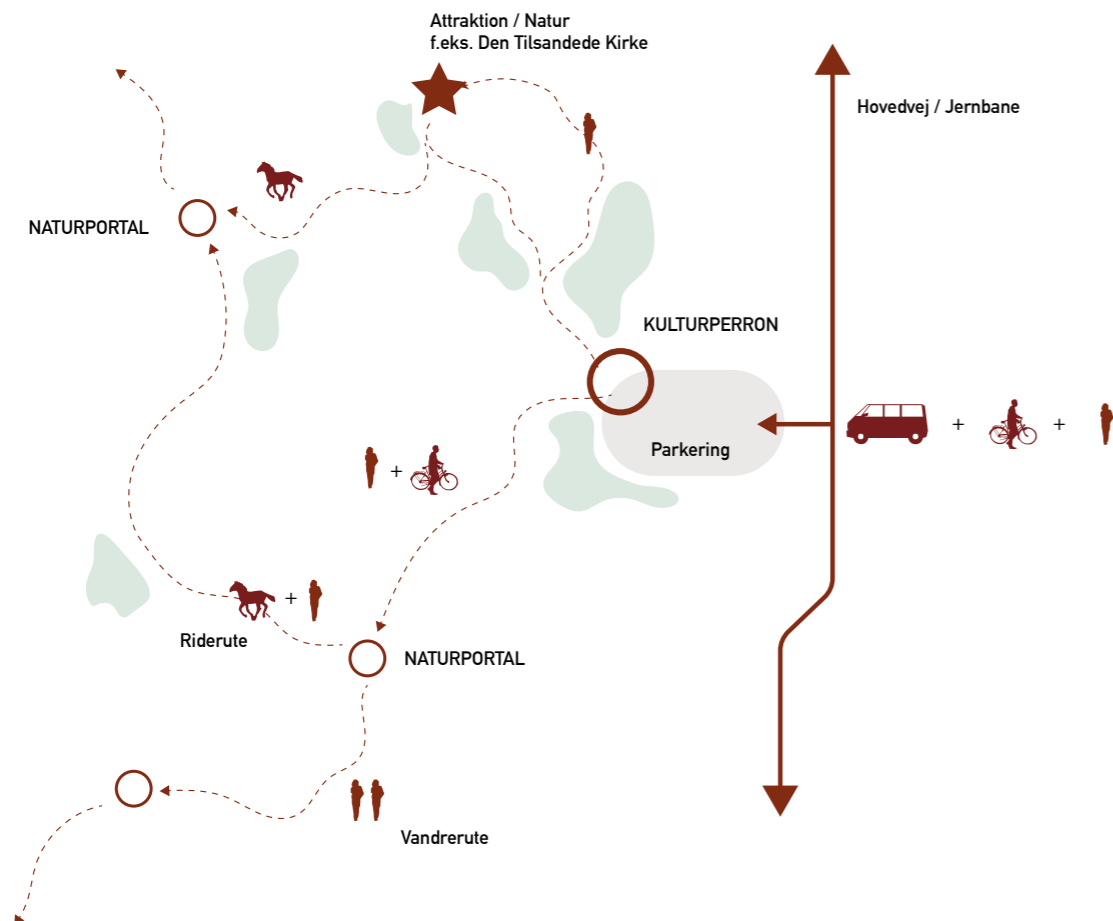 Attraktion / Natur
f.eks. Den Tilsandede Kirke
Hovedvej / Jernbane
NATURPORTAL
KULTURPERRON
Parkering
+ +
+
+
Riderute
NATURPORTAL
Vandrerute